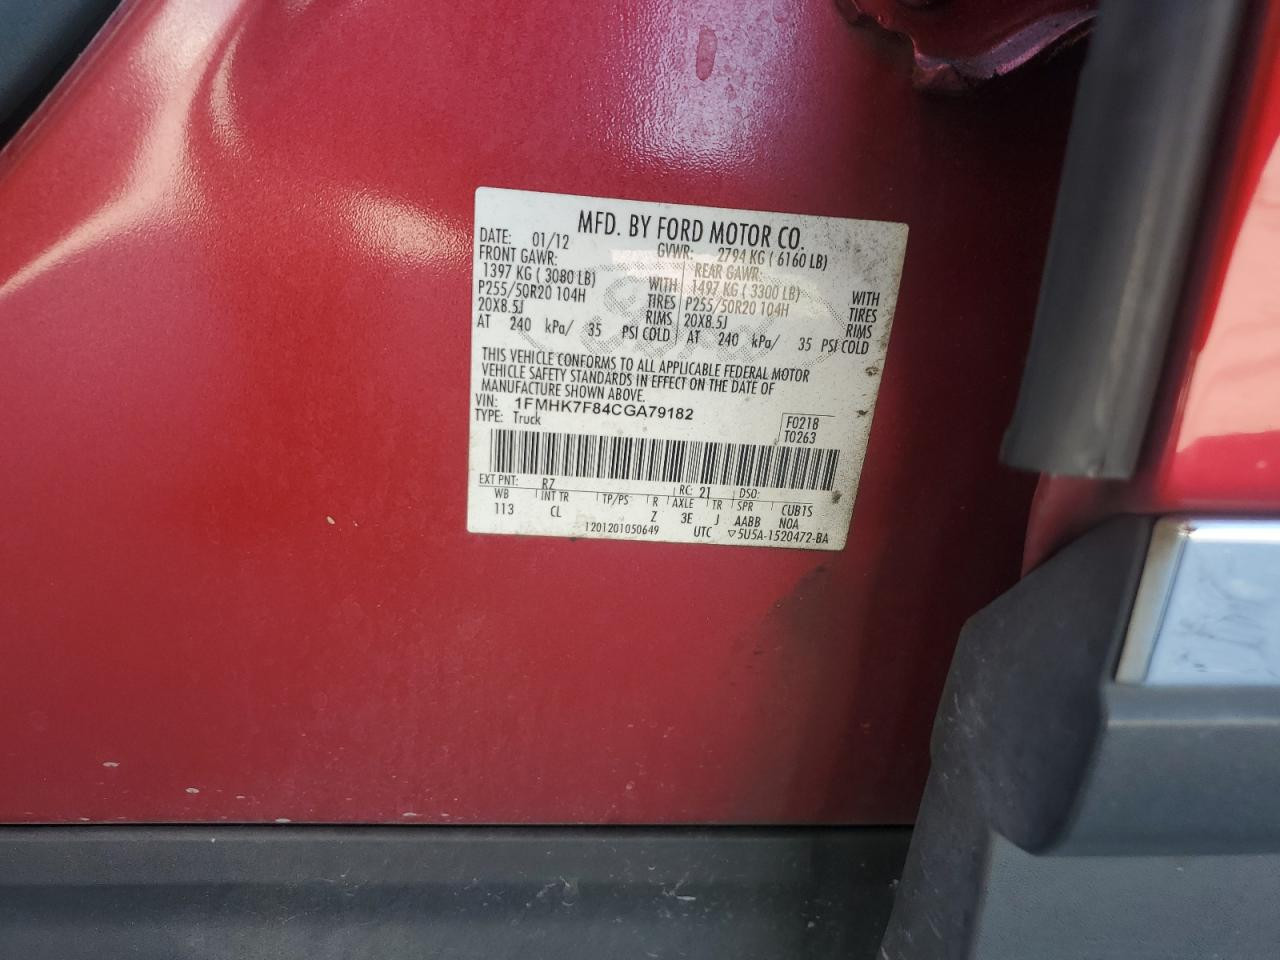 MFD. BY FORD MOTOR CO.
DATE: 01/12 GVWR: 2794 KG ( 6160 LB)
FRONT GAWR: REAR GAWR:
1397 KG ( 3080 LB) WITH 1497 KG ( 3300 LB) WITH
P255/50R20 104H TIRES P255/50R20 104H TIRES
20X8.5J RIMS 20X8.5J RIMS
AT 240 kPa/ 35 PSI COLD AT 240 kPa/ 35 PSI COLD
THIS VEHICLE CONFORMS TO ALL APPLICABLE FEDERAL MOTOR
VEHICLE SAFETY STANDARDS IN EFFECT ON THE DATE OF
MANUFACTURE SHOWN ABOVE.
VIN: 1FMHK7F84CGA79182 F0218
TYPE: Truck T0263
EXT PNT: RZ RC: 21 DSO:
WB INT TR TP/PS R AXLE TR SPR CUB1S
113 CL Z 3E J AABB NOA
1201201050649 UTC ▽5U5A-1520472-BA